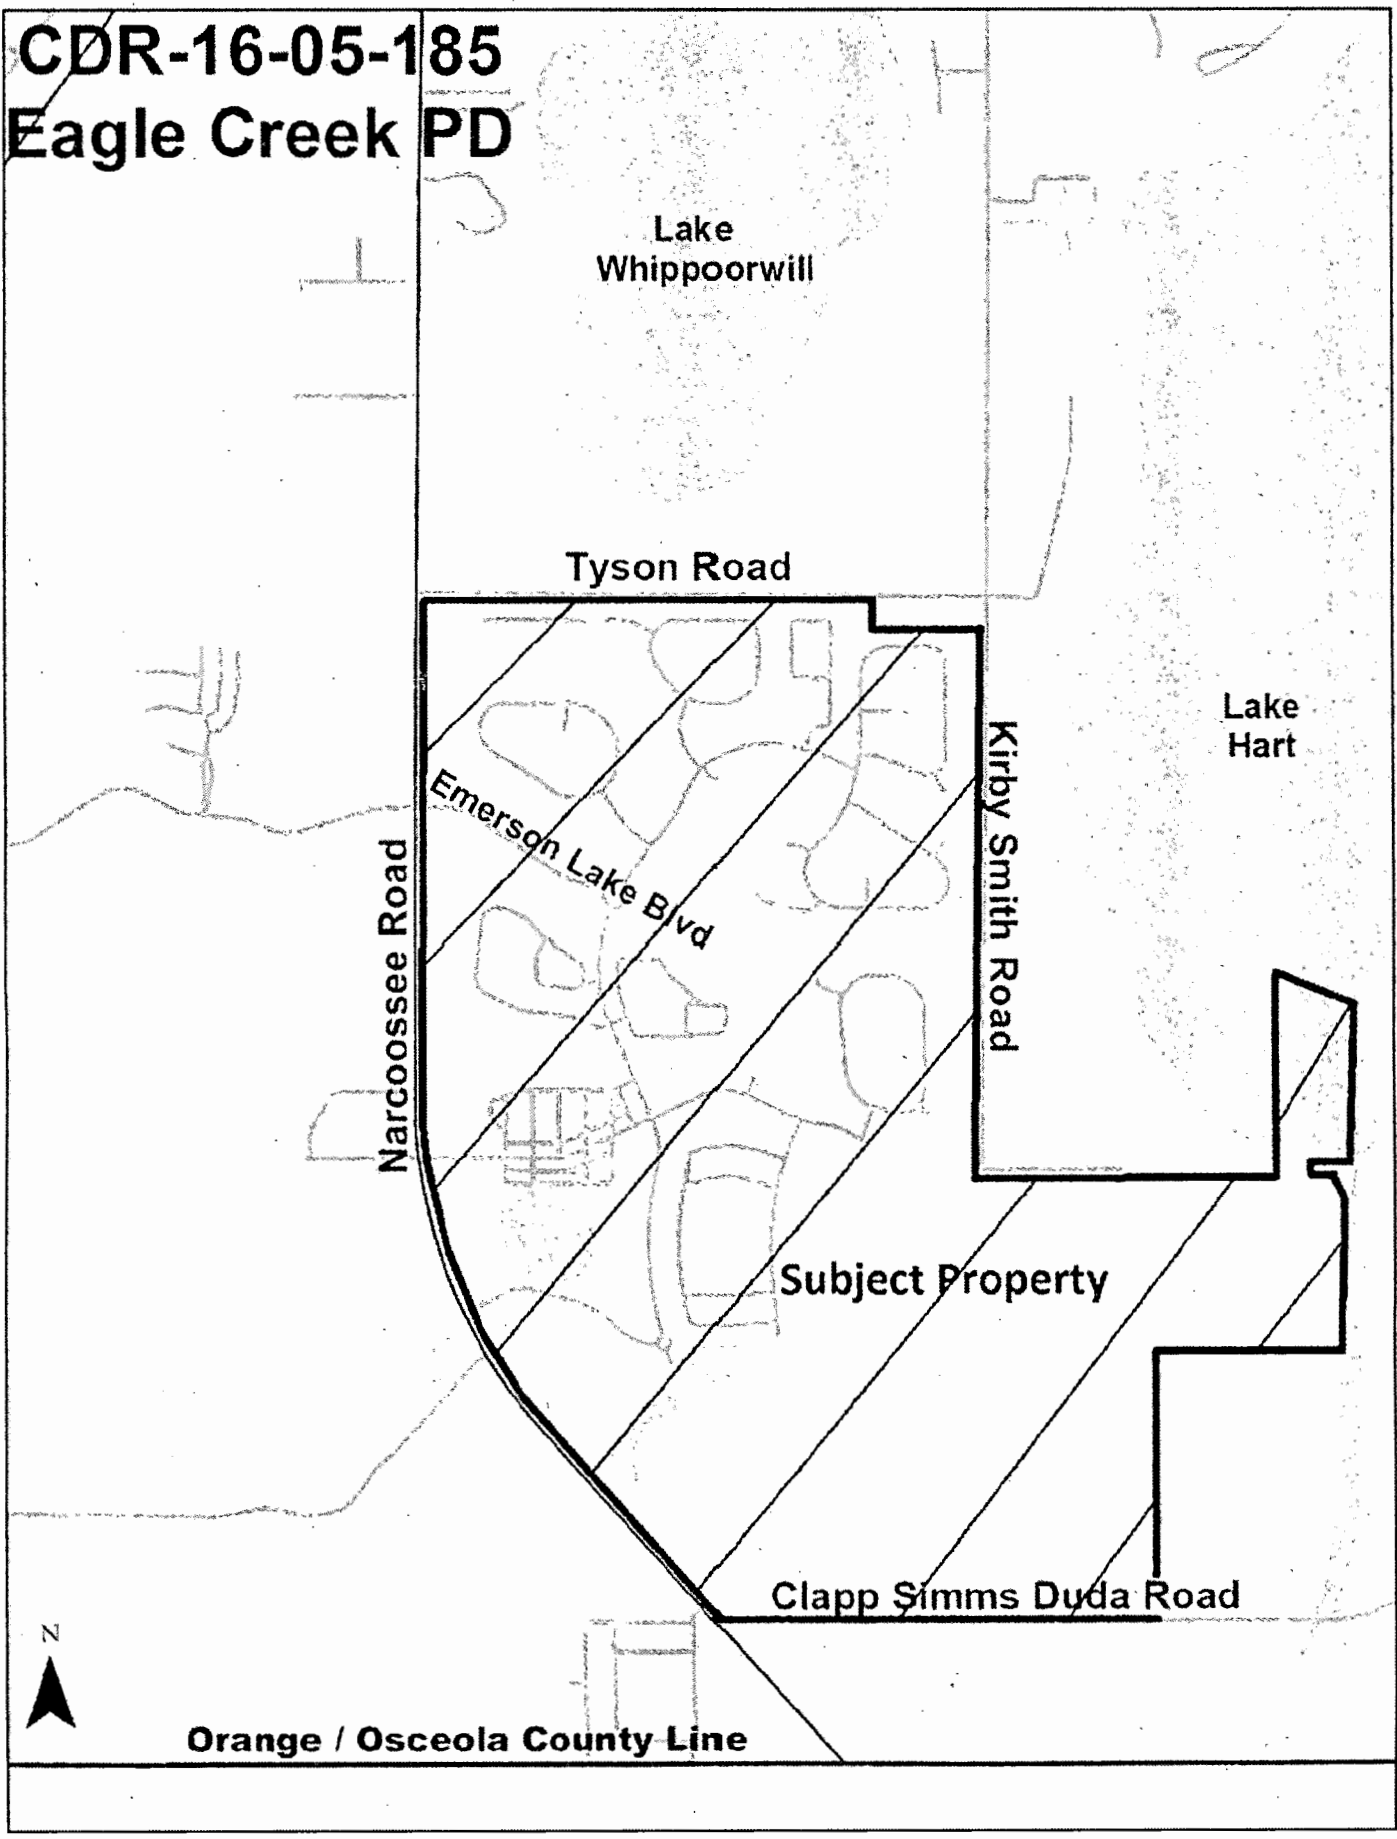 CDR-16-05-185
Eagle Creek PD
Lake
Whippoorwill
Tyson Road
Lake
Hart
Kirby Smith Road
Emerson Lake Blvd
Narcoossee Road
Subject Property
Clapp Simms Duda Road
N
Orange / Osceola County Line